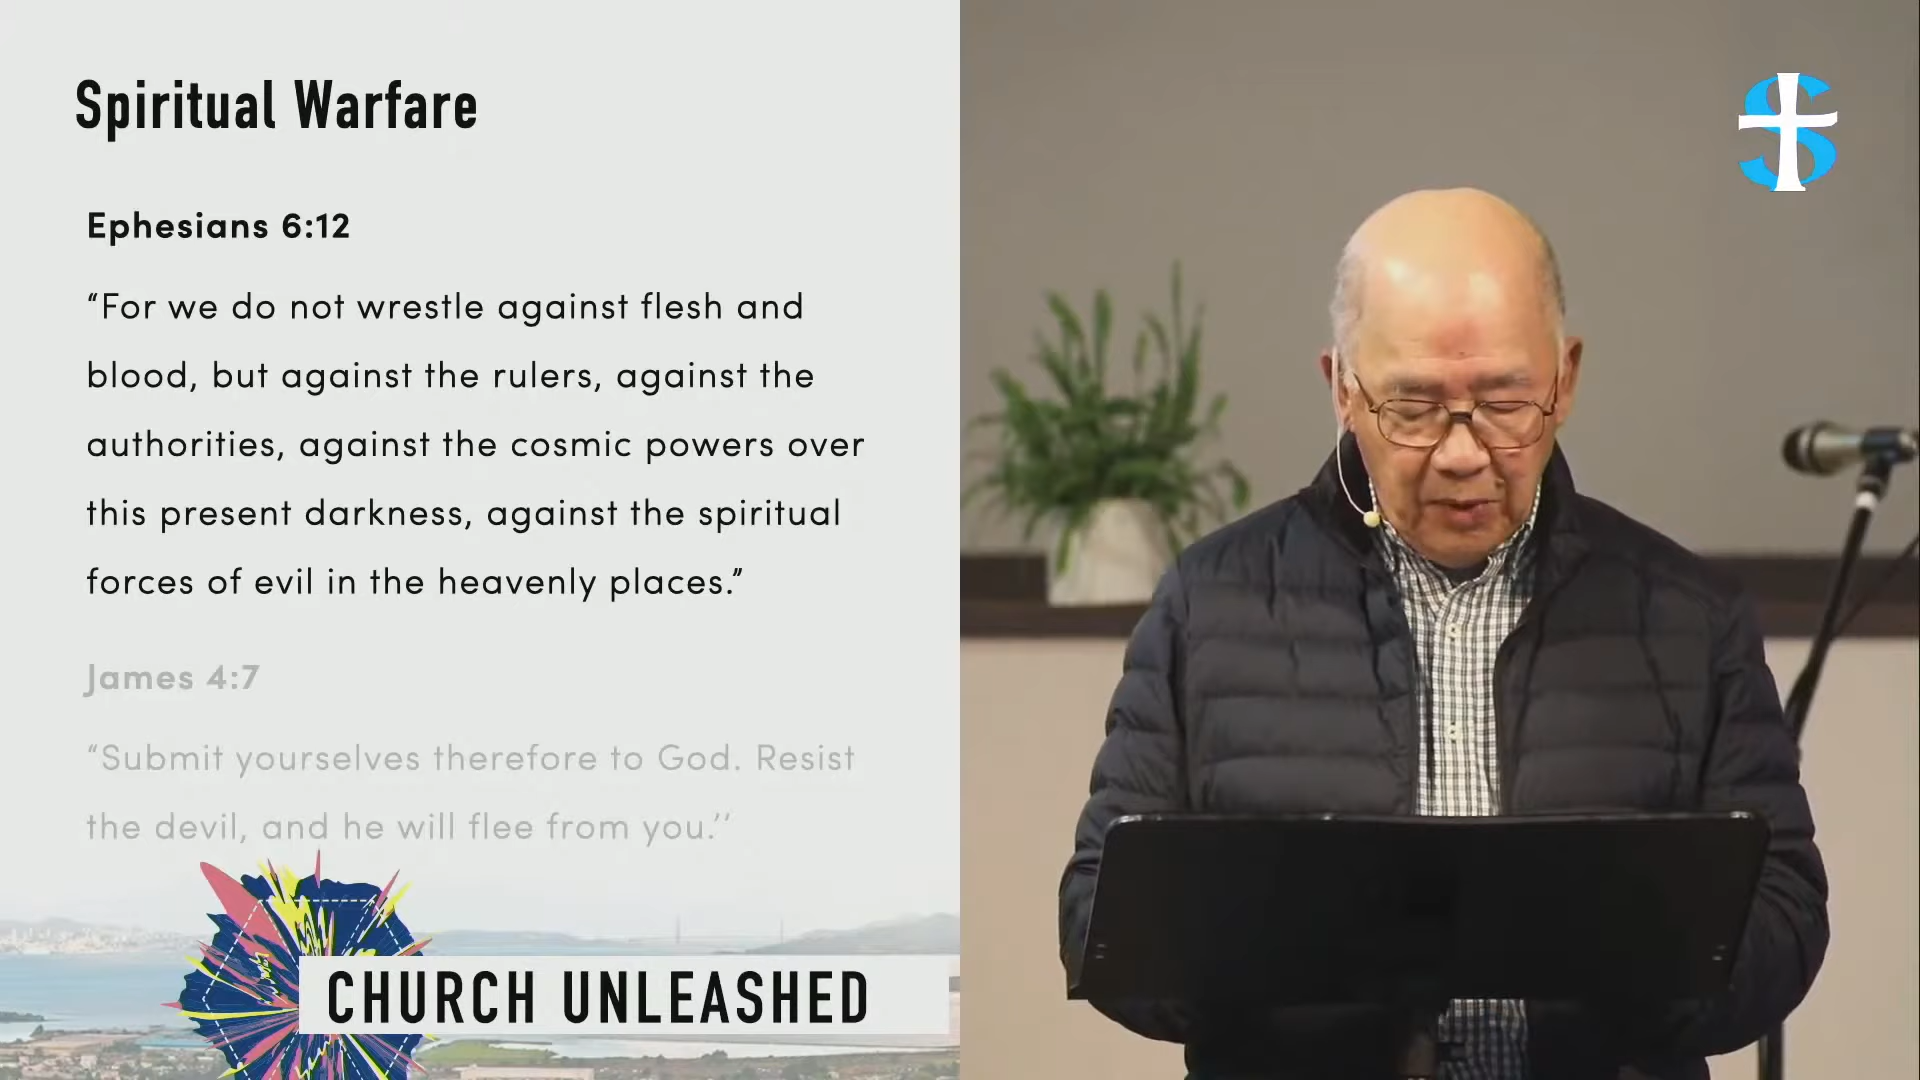 Spiritual Warfare
Ephesians 6:12
“For we do not wrestle against flesh and
blood, but against the rulers, against the
authorities, against the cosmic powers over
this present darkness, against the spiritual
forces of evil in the heavenly places.”
James 4:7
“Submit yourselves therefore to God. Resist
the devil, and he will flee from you.’’
CHURCH UNLEASHED